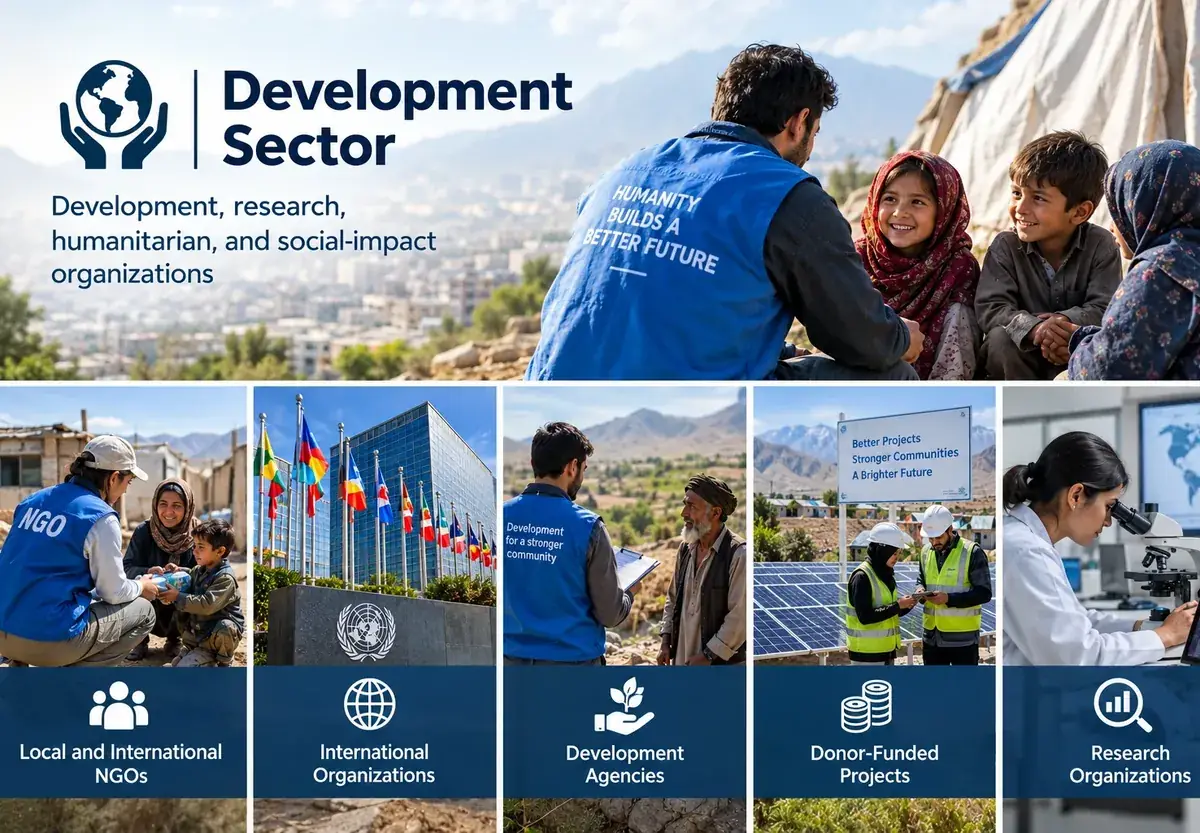 Development
Sector
Development, research,
humanitarian, and social-impact
organizations
HUMANITY
BUILDS A
BETTER FUTURE
NGO
Development
for a stronger
community
Better Projects
Stronger Communities
A Brighter Future
Local and International
NGOs
International
Organizations
Development
Agencies
Donor-Funded
Projects
Research
Organizations